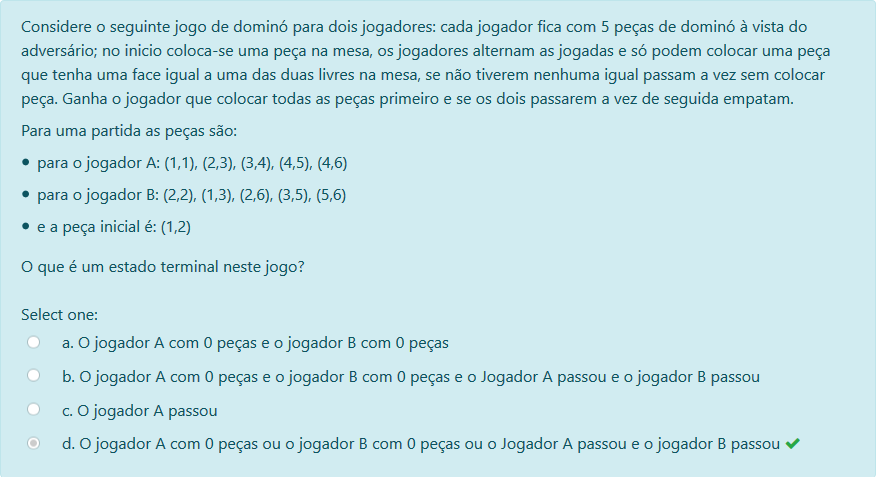 Considere o seguinte jogo de dominó para dois jogadores: cada jogador fica com 5 peças de dominó à vista do
adversário; no inicio coloca-se uma peça na mesa, os jogadores alternam as jogadas e só podem colocar uma peça
que tenha uma face igual a uma das duas livres na mesa, se não tiverem nenhuma igual passam a vez sem colocar
peça. Ganha o jogador que colocar todas as peças primeiro e se os dois passarem a vez de seguida empatam.
Para uma partida as peças são:
• para o jogador A: (1,1), (2,3), (3,4), (4,5), (4,6)
• para o jogador B: (2,2), (1,3), (2,6), (3,5), (5,6)
• e a peça inicial é: (1,2)
O que é um estado terminal neste jogo?
Select one:
a. O jogador A com 0 peças e o jogador B com 0 peças
b. O jogador A com 0 peças e o jogador B com 0 peças e o Jogador A passou e o jogador B passou
c. O jogador A passou
d. O jogador A com 0 peças ou o jogador B com 0 peças ou o Jogador A passou e o jogador B passou